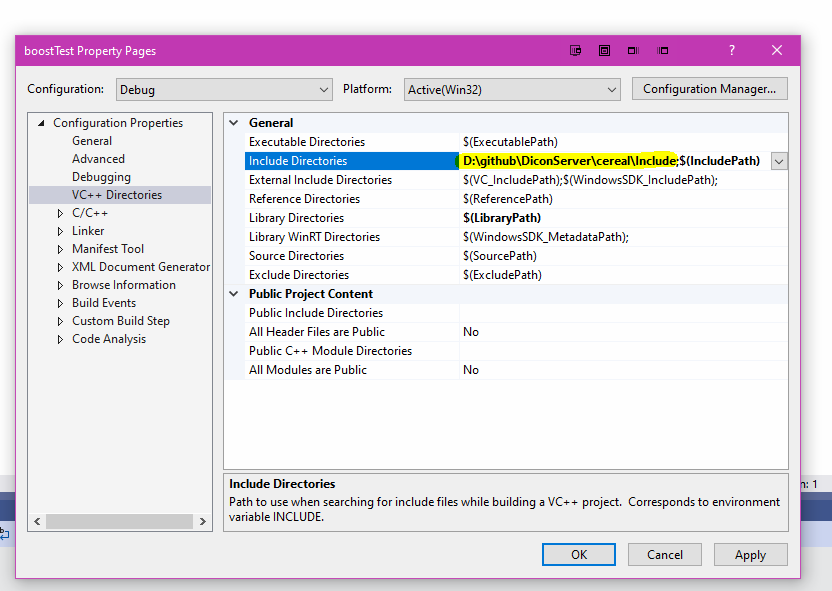 boostTest Property Pages
Configuration: Debug Platform: Active(Win32) Configuration Manager...
Configuration Properties
General
Advanced
Debugging
VC++ Directories
C/C++
Linker
Manifest Tool
XML Document Generator
Browse Information
Build Events
Custom Build Step
Code Analysis
General
Executable Directories $(ExecutablePath)
Include Directories D:\github\DiconServer\cereal\Include;$(IncludePath)
External Include Directories $(VC_IncludePath);$(WindowsSDK_IncludePath);
Reference Directories $(ReferencePath)
Library Directories $(LibraryPath)
Library WinRT Directories $(WindowsSDK_MetadataPath);
Source Directories $(SourcePath)
Exclude Directories $(ExcludePath)
Public Project Content
Public Include Directories
All Header Files are Public No
Public C++ Module Directories
All Modules are Public No
Include Directories
Path to use when searching for include files while building a VC++ project. Corresponds to environment
variable INCLUDE.
n: 1
OK Cancel Apply